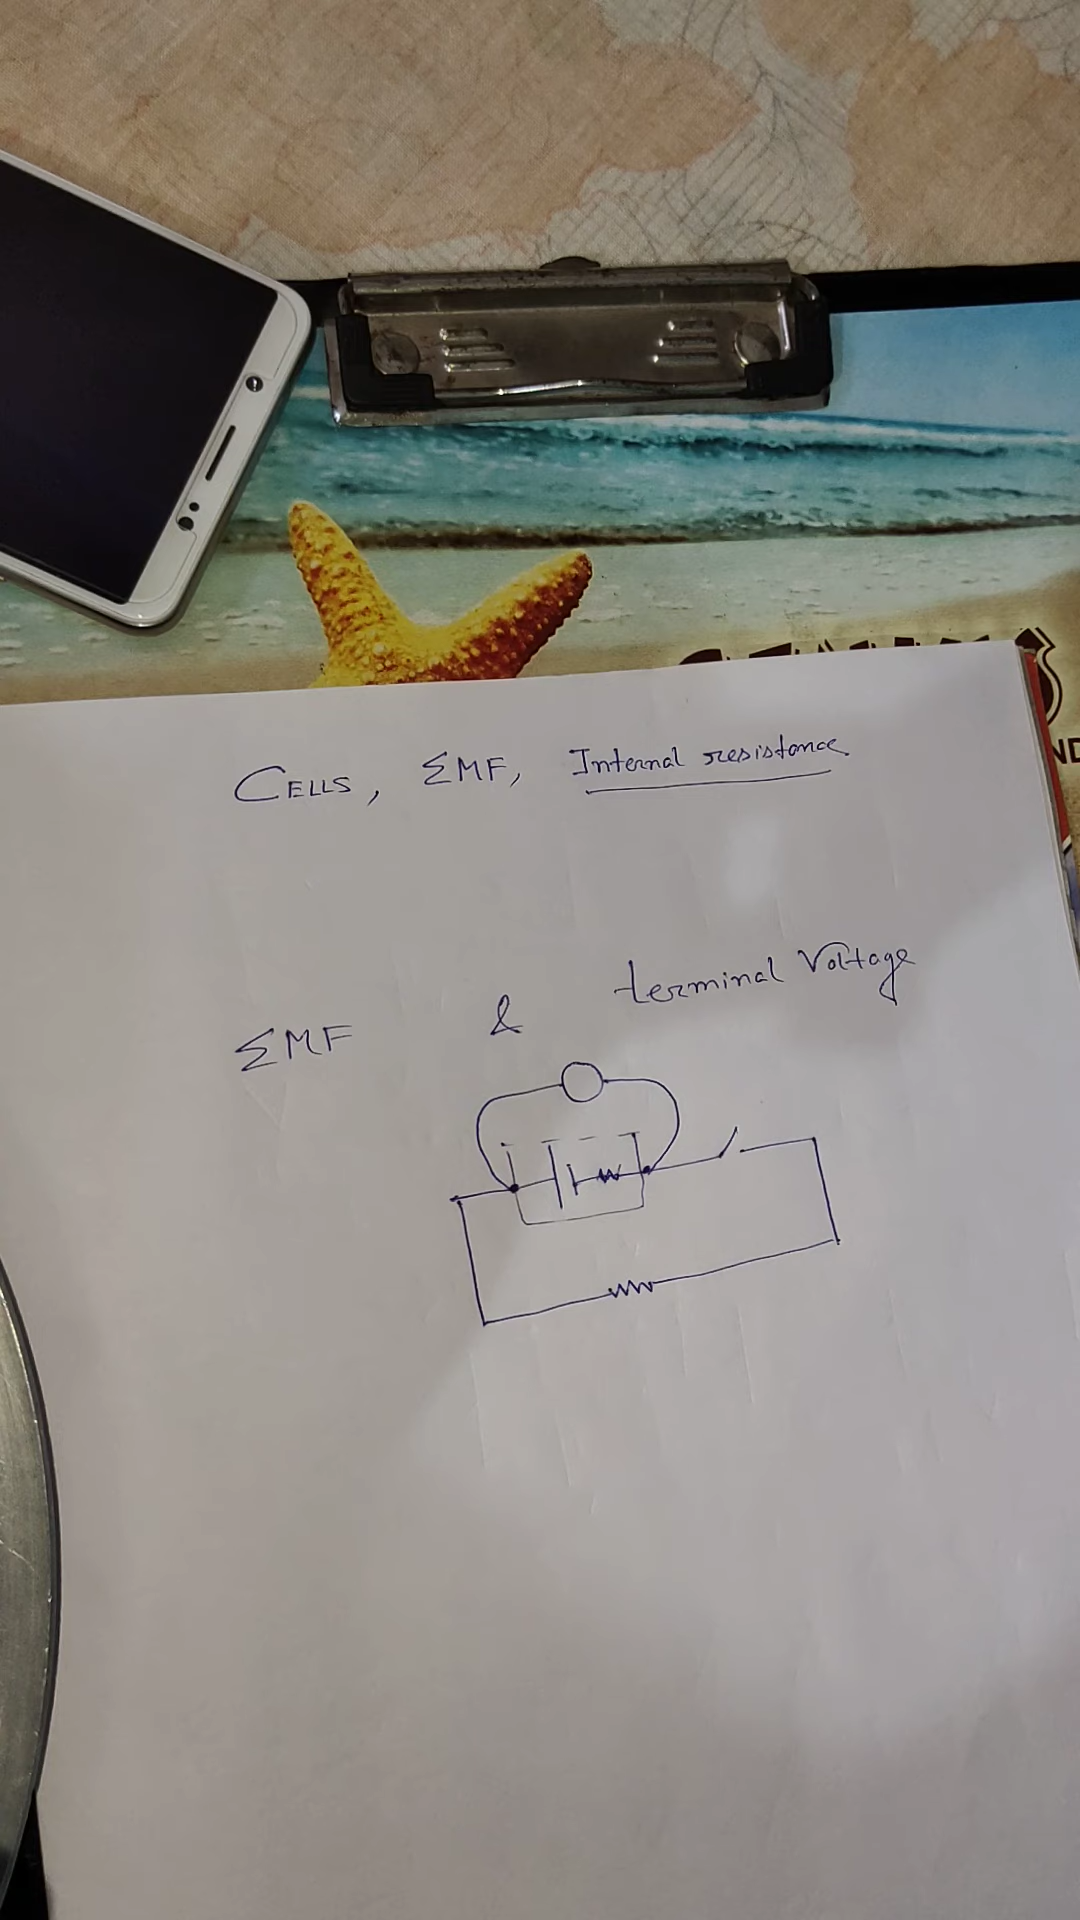 CELLS, EMF, Internal resistance
EMF & terminal Voltage